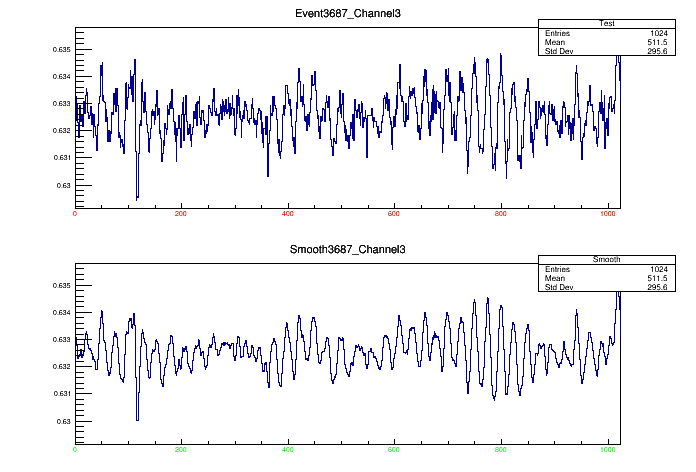 Event3687_Channel3
Test
Entries 1024
Mean 511.5
Std Dev 295.6
0.635
0.634
0.633
0.632
0.631
0.63
0 200 400 600 800 1000
Smooth3687_Channel3
Smooth
Entries 1024
Mean 511.5
Std Dev 295.6
0.635
0.634
0.633
0.632
0.631
0.63
0 200 400 600 800 1000